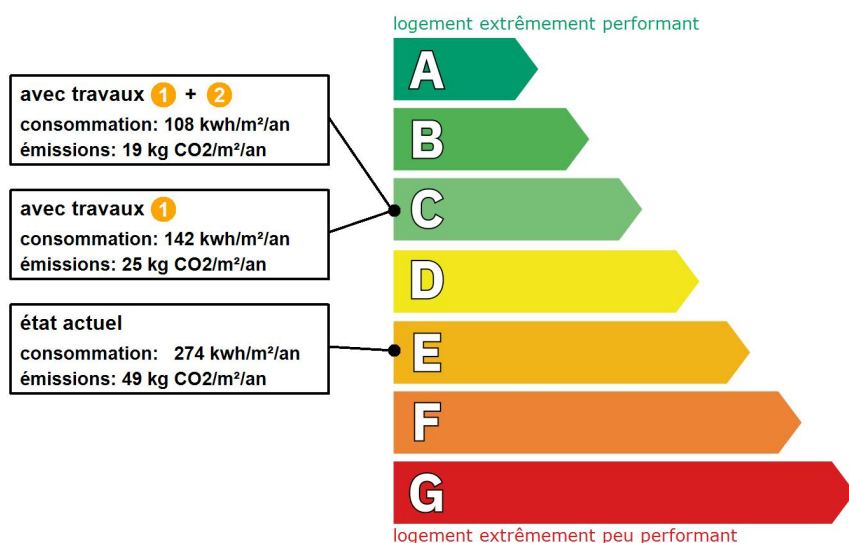 logement extrêmement performant
A
avec travaux 1 + 2
consommation: 108 kwh/m²/an
émissions: 19 kg CO2/m²/an
B
avec travaux 1
consommation: 142 kwh/m²/an
émissions: 25 kg CO2/m²/an
C
D
état actuel
consommation: 274 kwh/m²/an
émissions: 49 kg CO2/m²/an
E
F
G
logement extrêmement peu performant